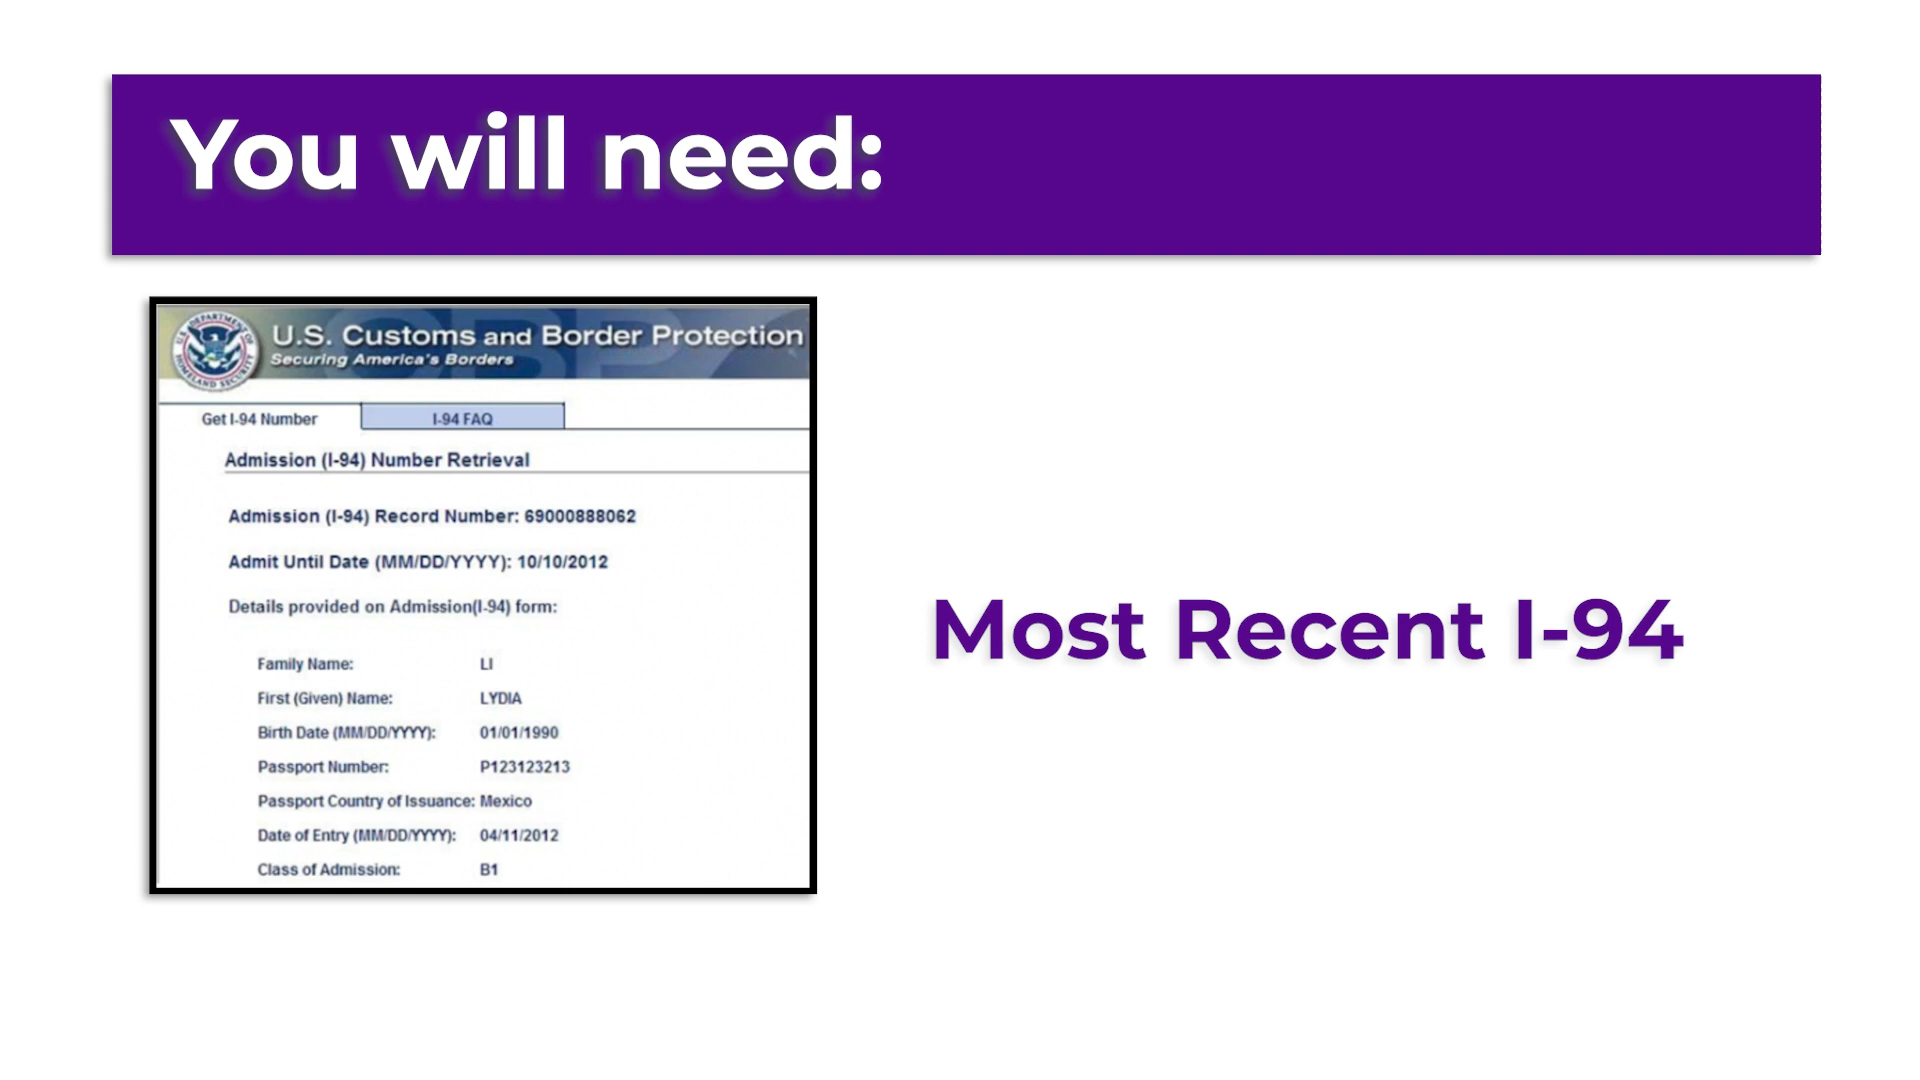 You will need:
U.S. Customs and Border Protection
Securing America's Borders
Get I-94 Number
I-94 FAQ
Admission (I-94) Number Retrieval
Admission (I-94) Record Number: 69000888062
Admit Until Date (MM/DD/YYYY): 10/10/2012
Details provided on Admission(I-94) form:
Family Name: LI
First (Given) Name: LYDIA
Birth Date (MM/DD/YYYY): 01/01/1990
Passport Number: P123123213
Passport Country of Issuance: Mexico
Date of Entry (MM/DD/YYYY): 04/11/2012
Class of Admission: B1
Most Recent I-94